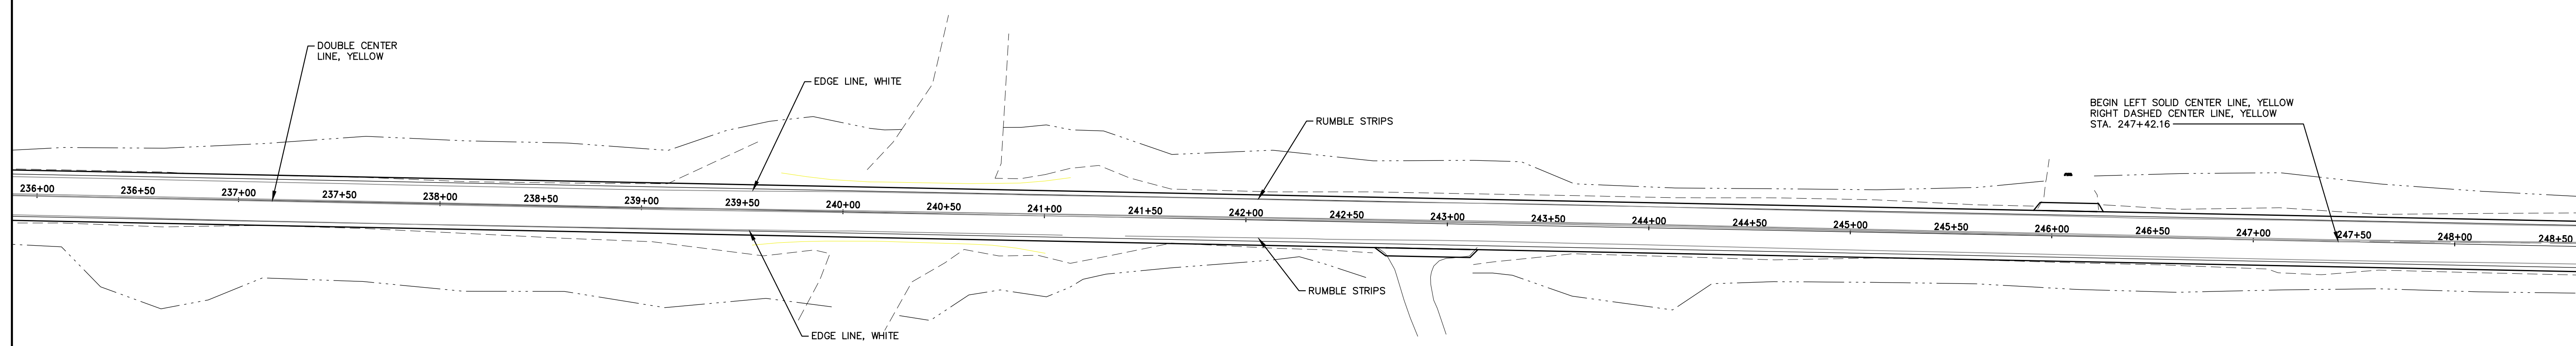 DOUBLE CENTER
LINE, YELLOW
EDGE LINE, WHITE
RUMBLE STRIPS
BEGIN LEFT SOLID CENTER LINE, YELLOW
RIGHT DASHED CENTER LINE, YELLOW
STA. 247+42.16
236+00
236+50
237+00
237+50
238+00
238+50
239+00
239+50
240+00
240+50
241+00
241+50
242+00
242+50
243+00
243+50
244+00
244+50
245+00
245+50
246+00
246+50
247+00
247+50
248+00
248+50
RUMBLE STRIPS
EDGE LINE, WHITE